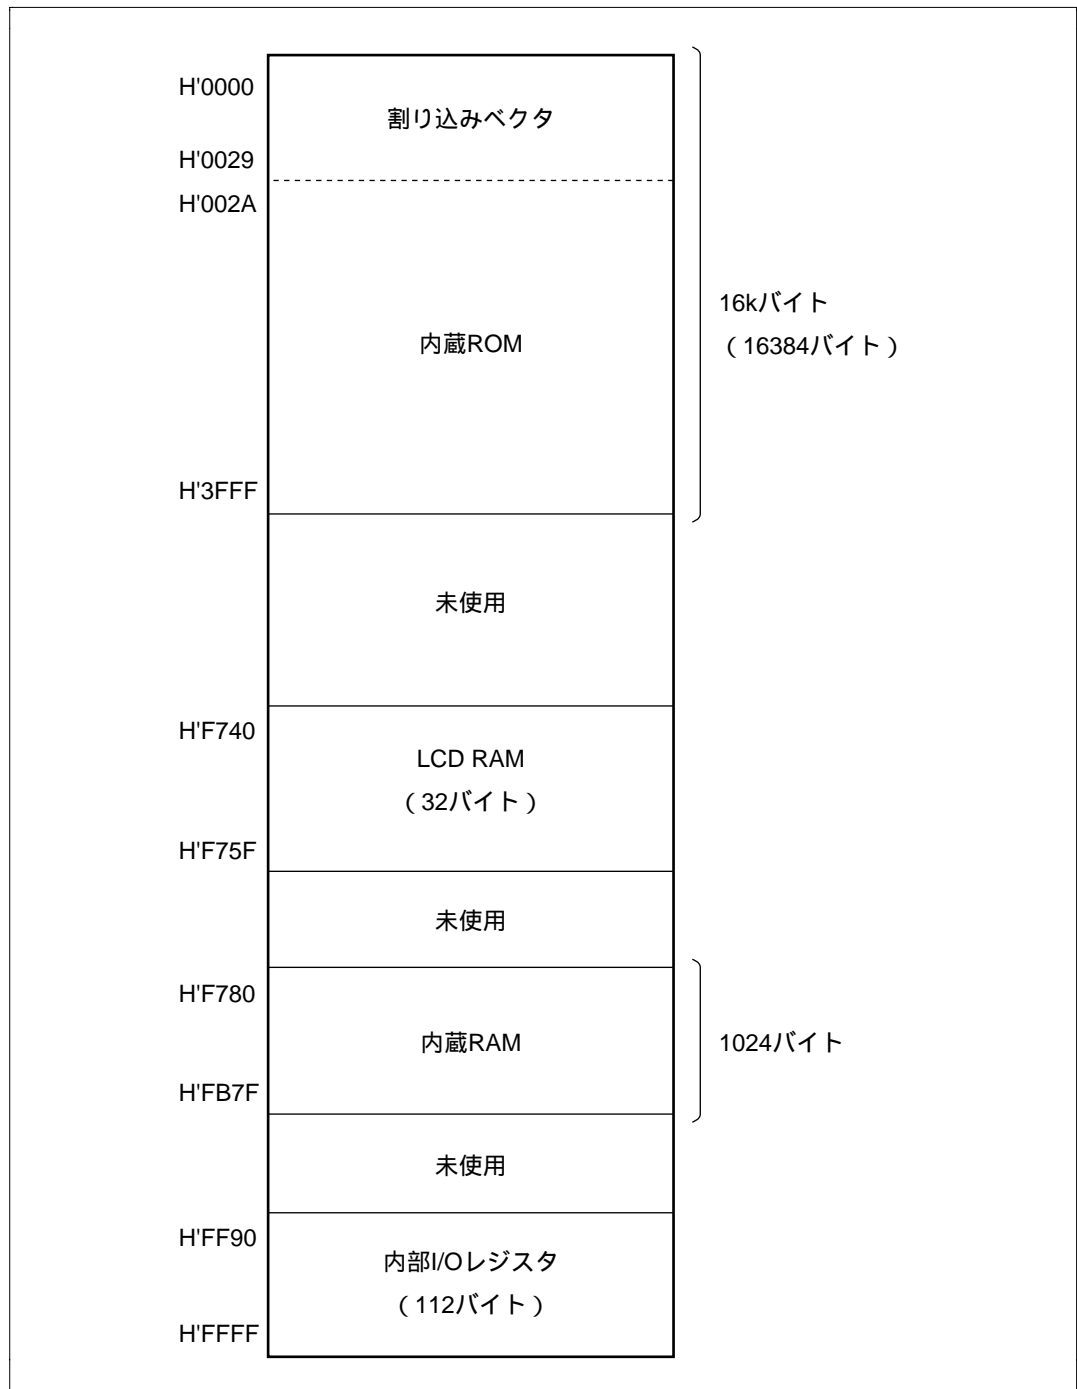 H'0000
割り込みベクタ
H'0029
H'002A
16kバイト
（16384バイト）
内蔵ROM
H'3FFF
未使用
H'F740
LCD RAM
（32バイト）
H'F75F
未使用
H'F780
内蔵RAM
1024バイト
H'FB7F
未使用
H'FF90
内部I/Oレジスタ
（112バイト）
H'FFFF